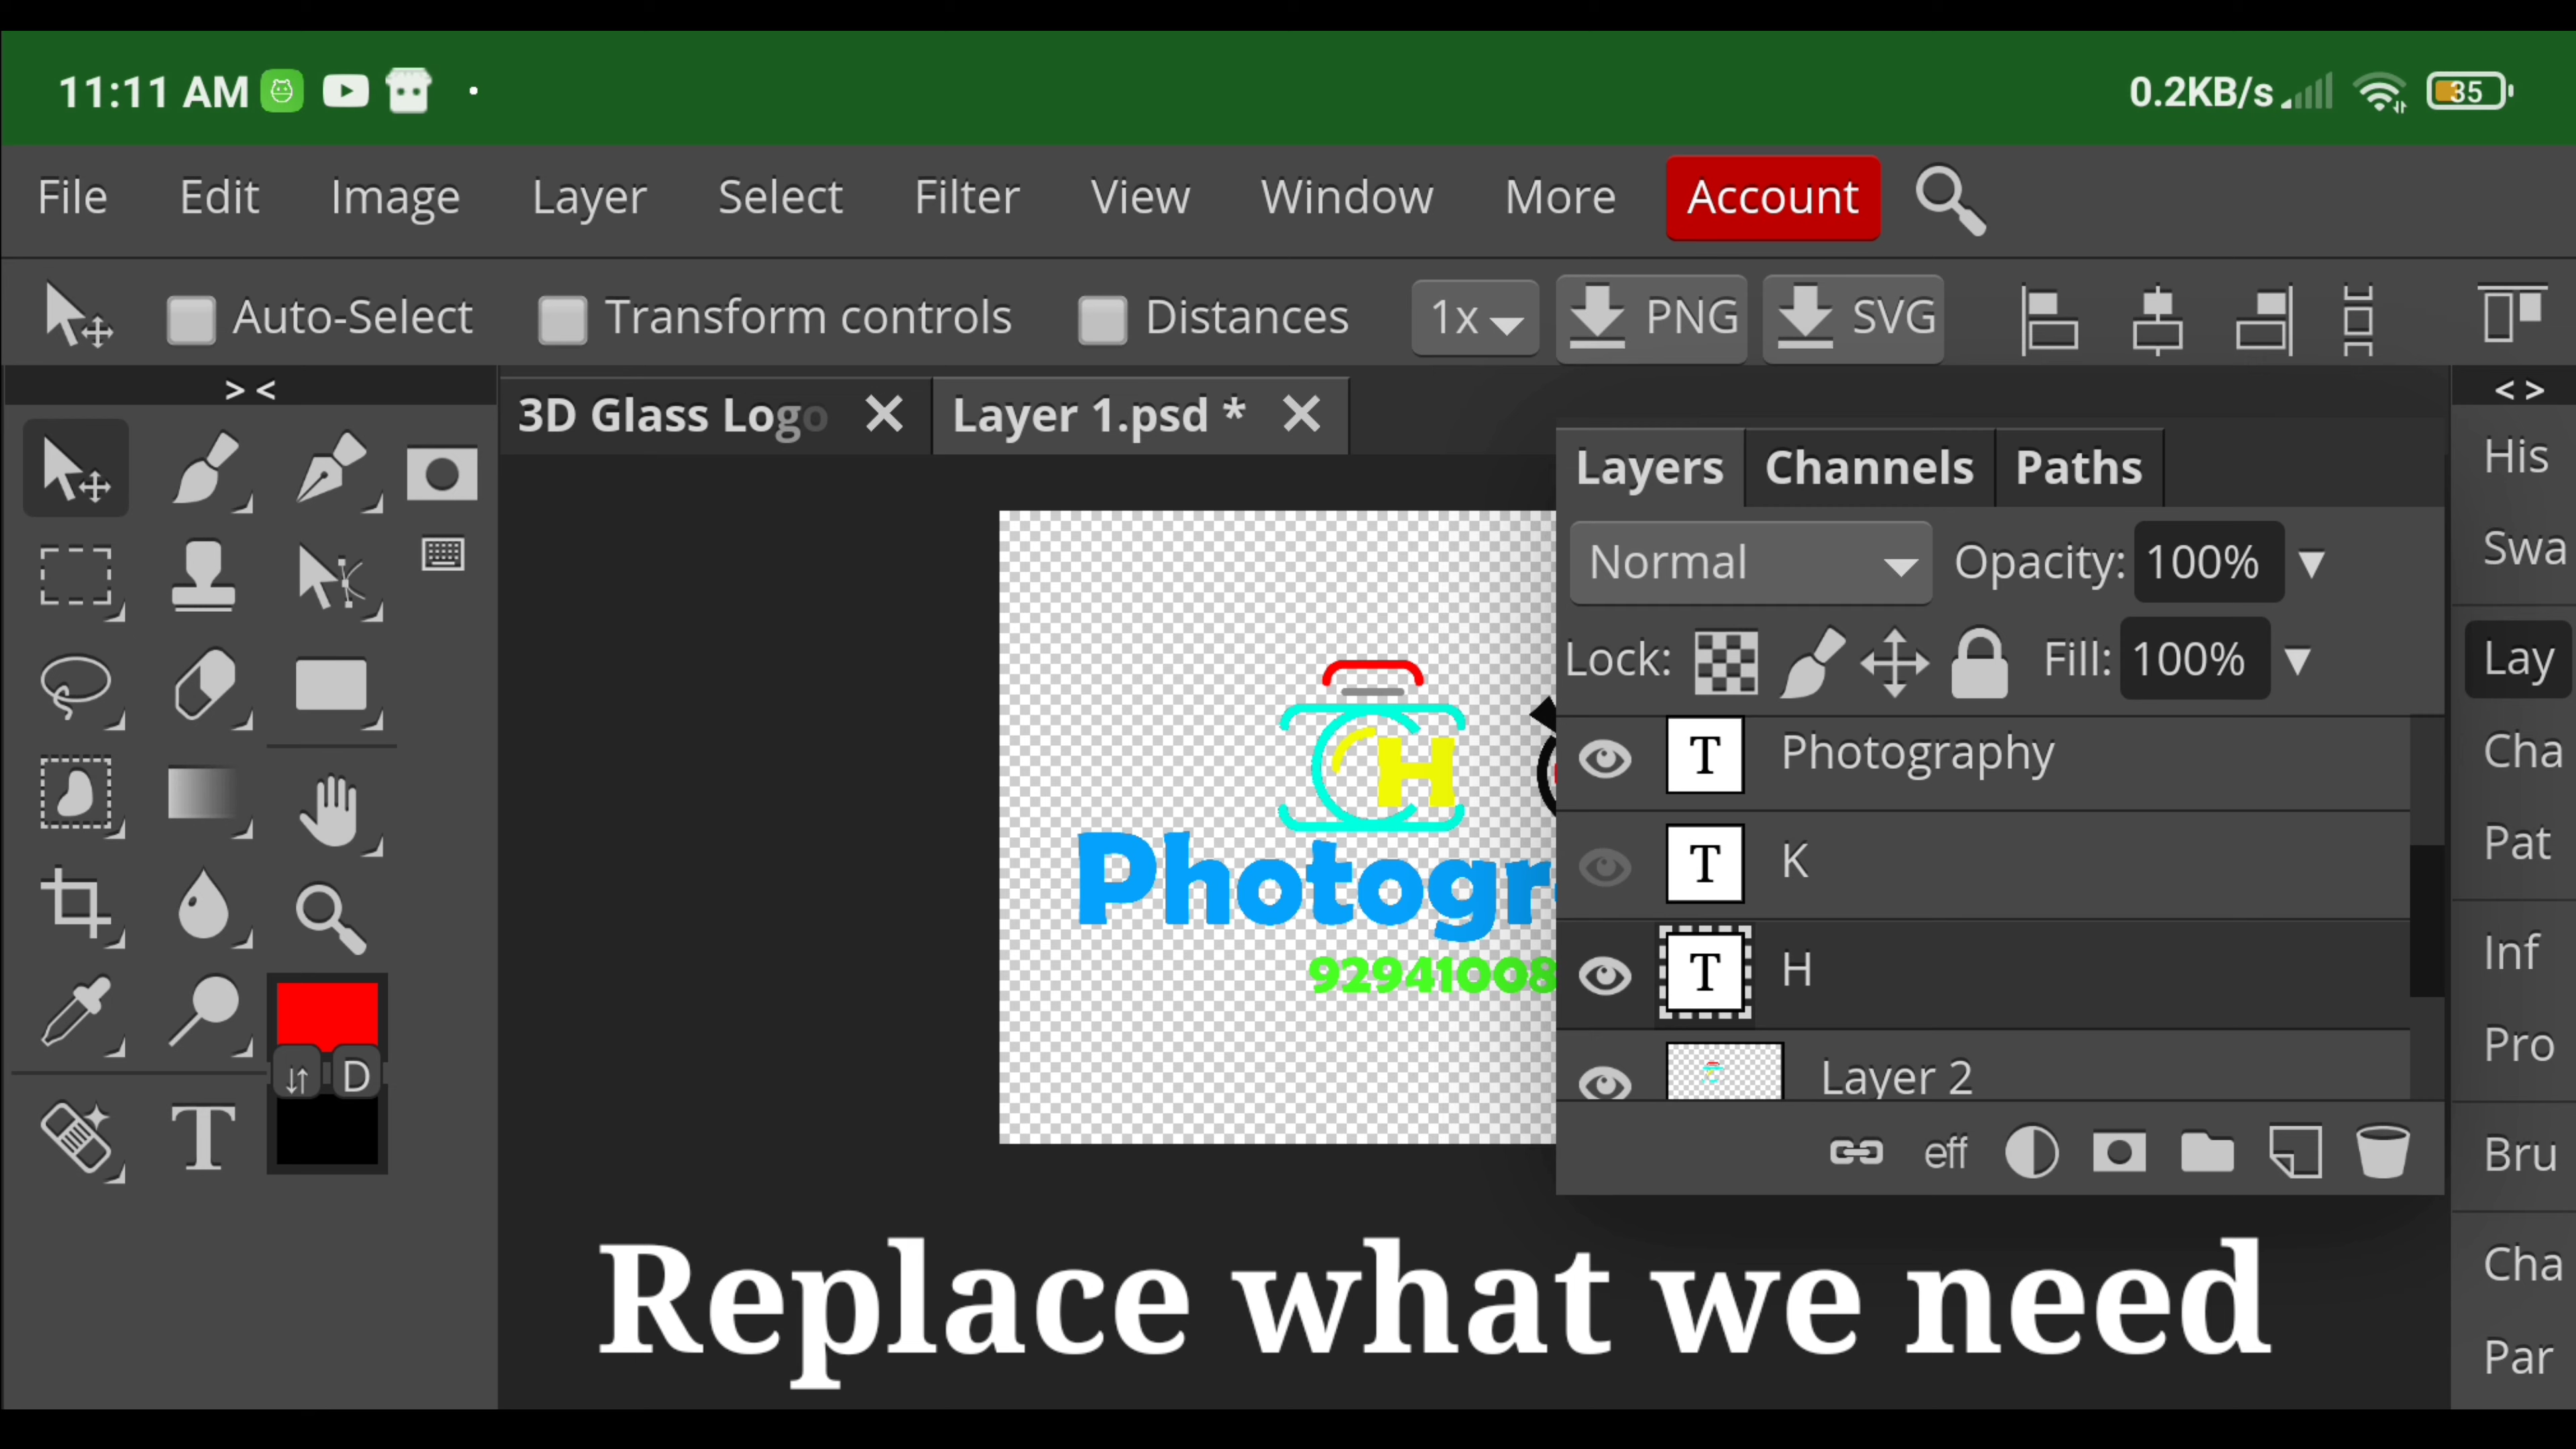 11:11 AM 0.2KB/s 35
File Edit Image Layer Select Filter View Window More Account
Auto-Select Transform controls Distances 1x PNG SVG
> < < >
3D Glass Logo Layer 1.psd *
Layers Channels Paths
Normal Opacity: 100%
Lock: Fill: 100%
Photography
K
H
Layer 2
eff
His
Swa
Lay
Cha
Pat
Inf
Pro
Bru
Cha
Par
H
Photogr
92941008
D
T
Replace what we need